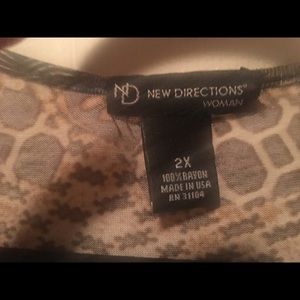 ND NEW DIRECTIONS®
WOMAN
2X
100% RAYON
MADE IN USA
RN 31104